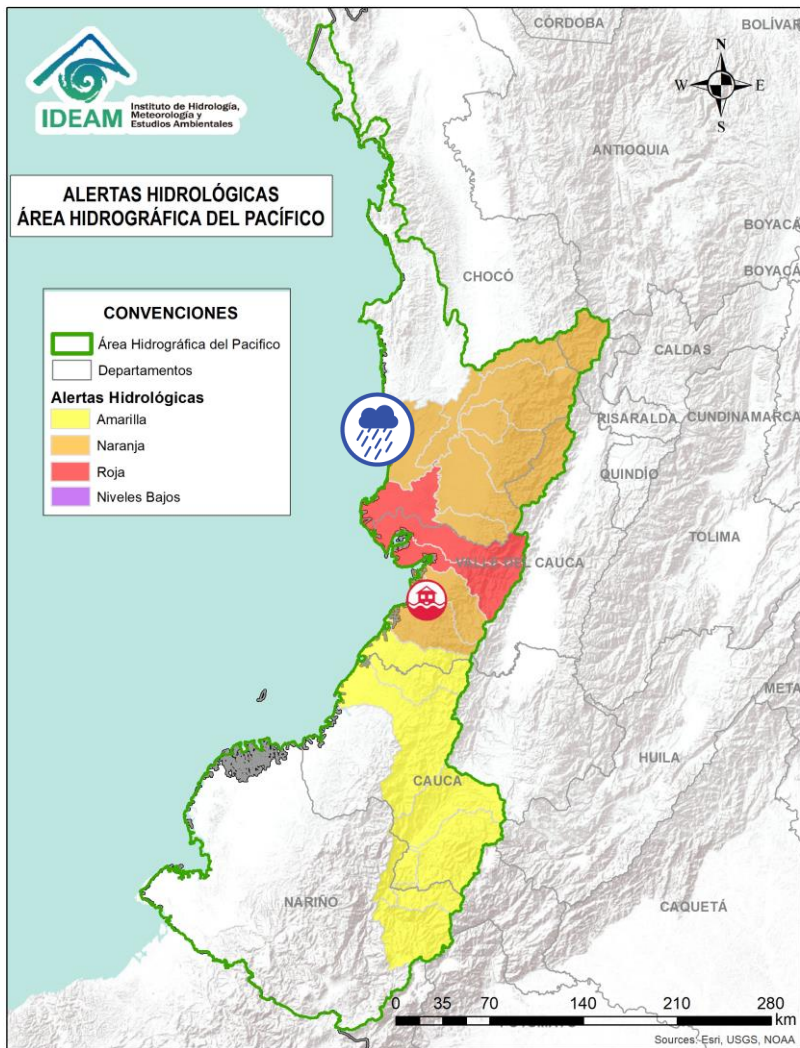 CÓRDOBA
BOLÍVAR
N
W
E
S
IDEAM
Instituto de Hidrología,
Meteorología y
Estudios Ambientales
ANTIOQUIA
ALERTAS HIDROLÓGICAS
ÁREA HIDROGRÁFICA DEL PACÍFICO
BOYACÁ
BOYACÁ
CHOCÓ
CONVENCIONES
Área Hidrográfica del Pacifico
Departamentos
Alertas Hidrológicas
Amarilla
Naranja
Roja
Niveles Bajos
CALDAS
RISARALDA
CUNDINAMARCA
QUINDÍO
TOLIMA
VALLE DEL CAUCA
META
HUILA
CAUCA
NARIÑO
CAQUETÁ
0 35 70 140 210 280
km
Sources: Esri, USGS, NOAA